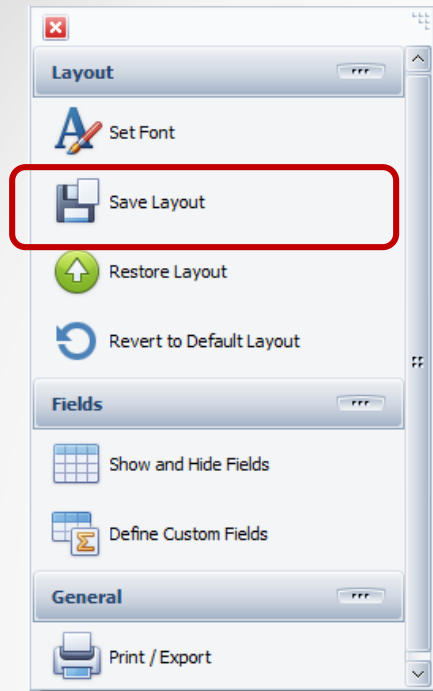 Layout
Set Font
Save Layout
Restore Layout
Revert to Default Layout
Fields
Show and Hide Fields
Define Custom Fields
General
Print / Export